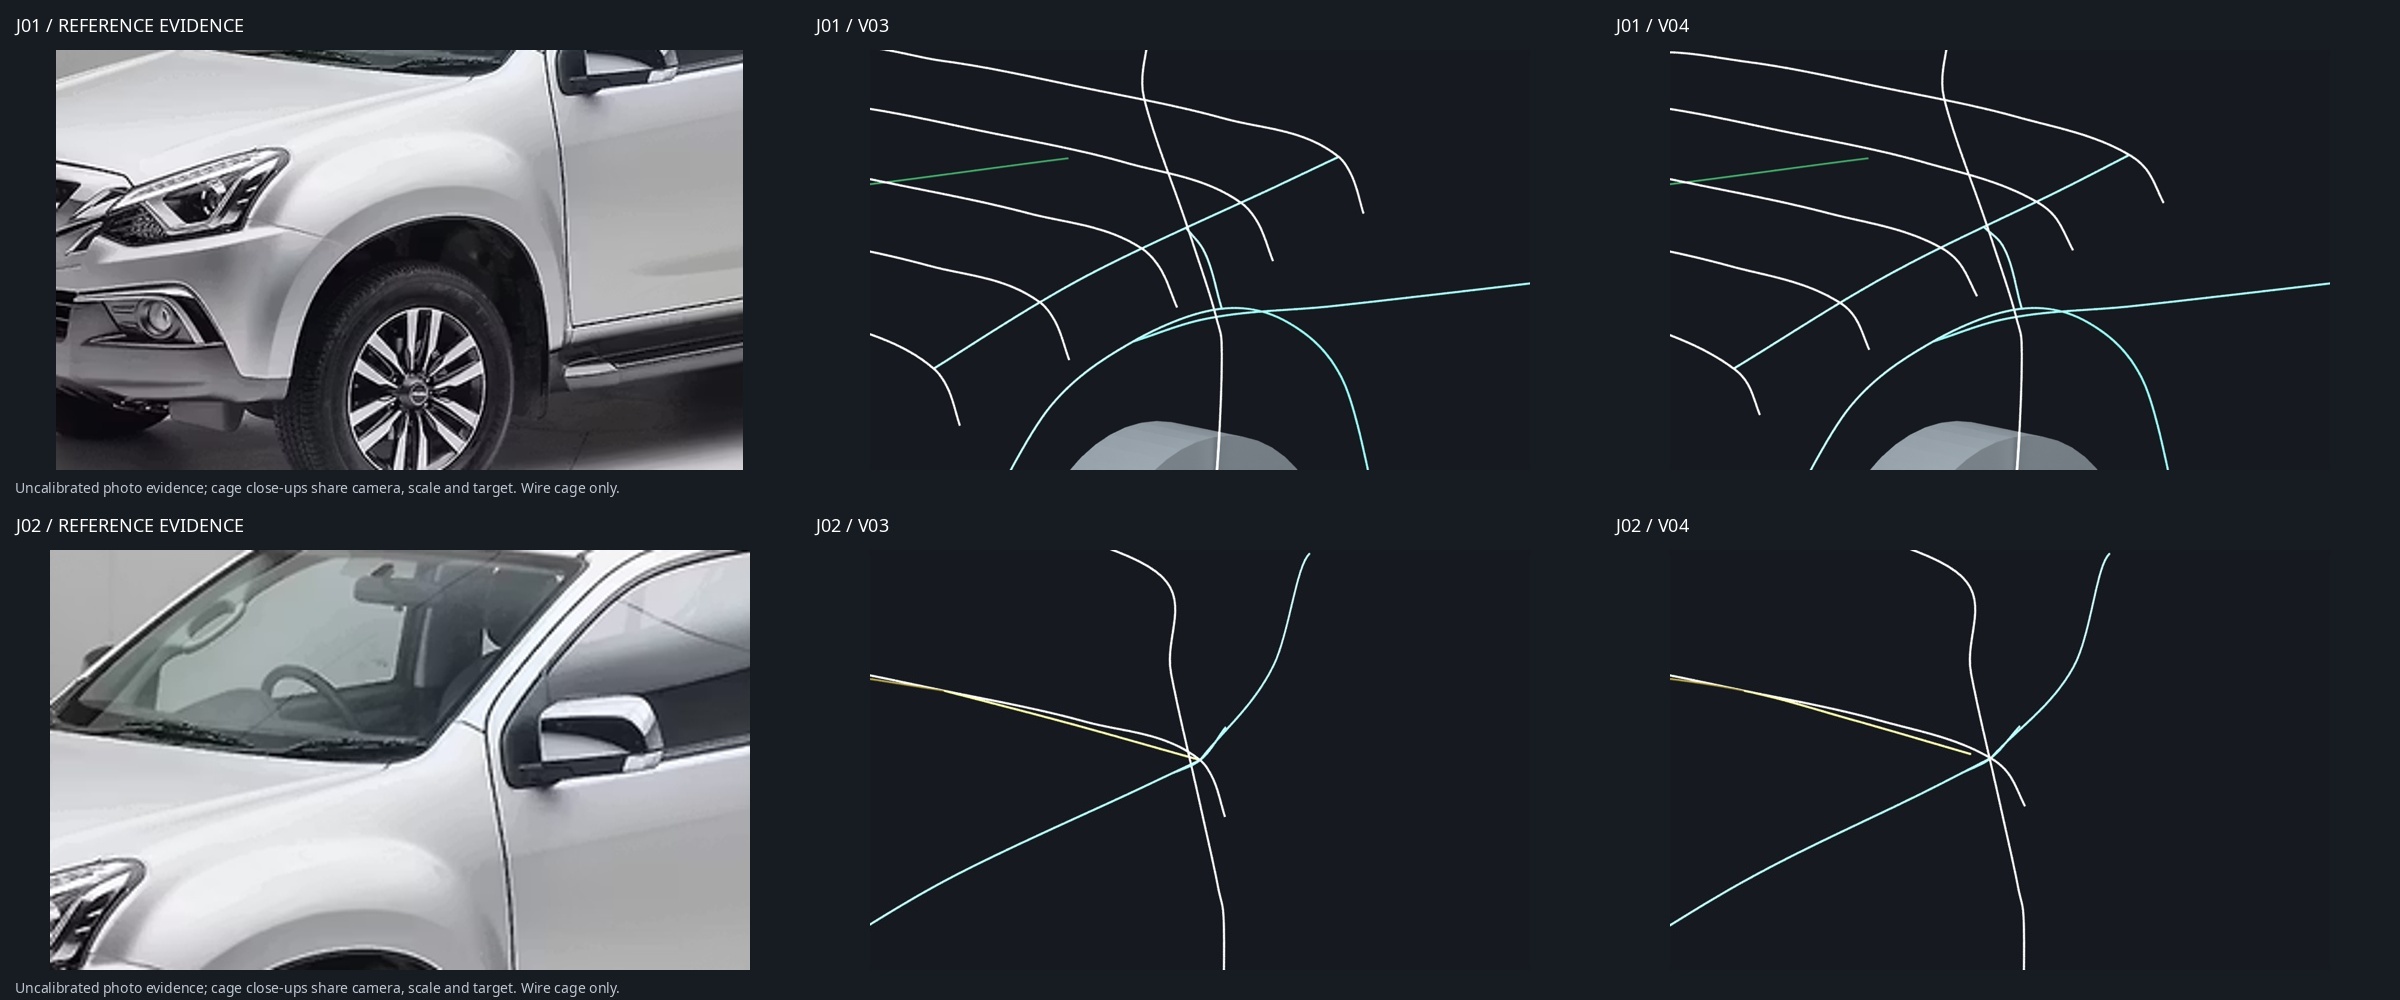 J01 / REFERENCE EVIDENCE
J01 / V03
J01 / V04
Uncalibrated photo evidence; cage close-ups share camera, scale and target. Wire cage only.
J02 / REFERENCE EVIDENCE
J02 / V03
J02 / V04
Uncalibrated photo evidence; cage close-ups share camera, scale and target. Wire cage only.